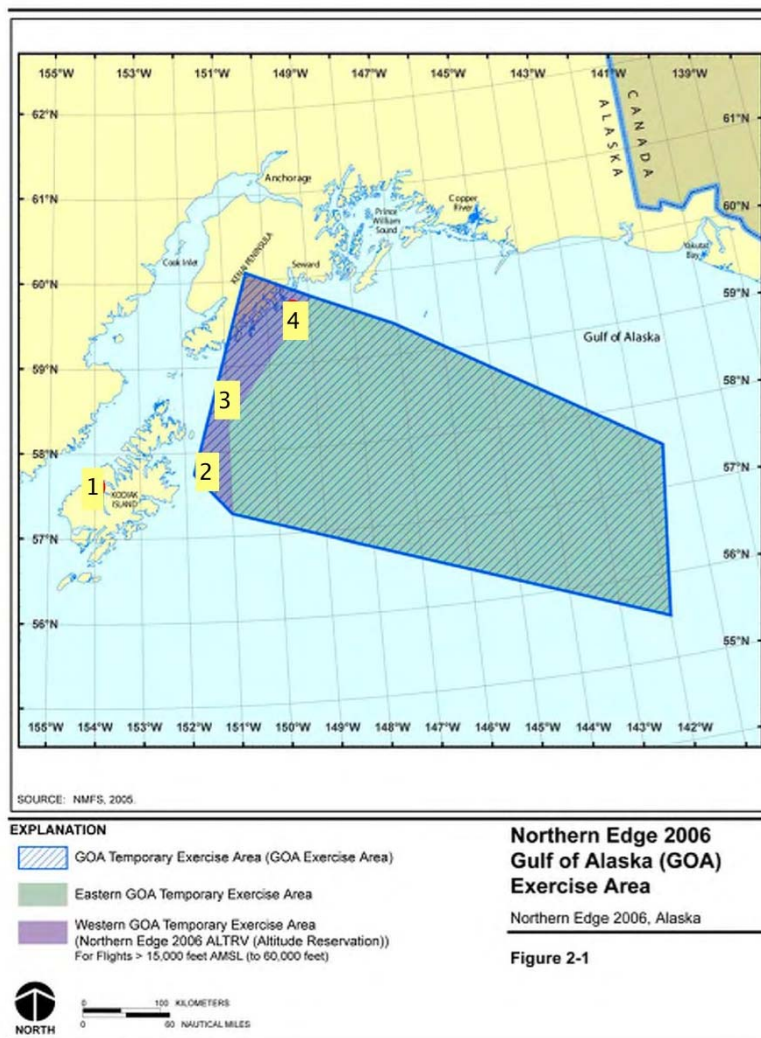 155°W 153°W 151°W 149°W 147°W 145°W 143°W 141°W 139°W
62°N
61°N
CANADA
ALASKA
61°N
Anchorage
Copper
River
Prince
William
Sound
60°N
Yakutat
Bay
Cook Inlet
KENAI PENINSULA
Seward
60°N
59°N
4
Gulf of Alaska
59°N
58°N
3
58°N
2
57°N
1
KODIAK
ISLAND
57°N
56°N
56°N
55°N
155°W 154°W 153°W 152°W 151°W 150°W 148°W 147°W 146°W 145°W 144°W 143°W 142°W
SOURCE: NMFS, 2005.
EXPLANATION
GOA Temporary Exercise Area (GOA Exercise Area)
Eastern GOA Temporary Exercise Area
Western GOA Temporary Exercise Area
(Northern Edge 2006 ALTRV (Altitude Reservation))
For Flights > 15,000 feet AMSL (to 60,000 feet)
Northern Edge 2006
Gulf of Alaska (GOA)
Exercise Area
Northern Edge 2006, Alaska
Figure 2-1
NORTH
0 100 KILOMETERS
0 60 NAUTICAL MILES